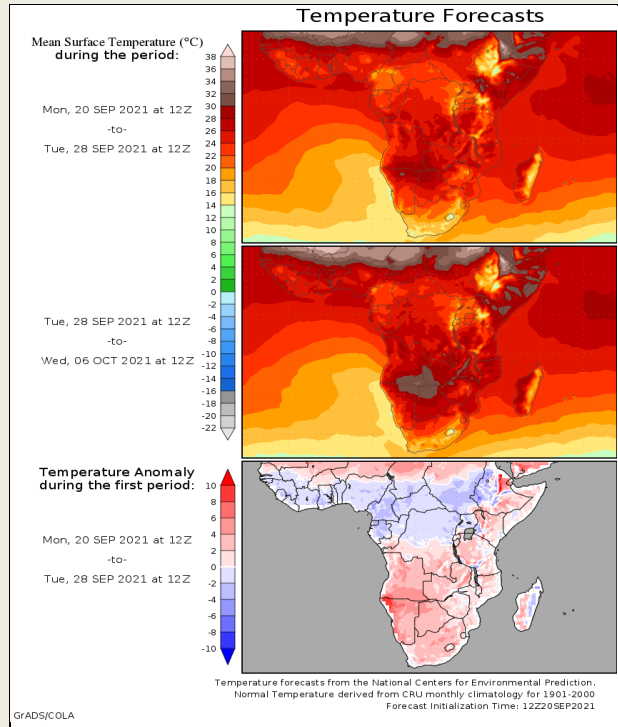 Temperature Forecasts
Mean Surface Temperature (°C)
during the period:
Mon, 20 SEP 2021 at 12Z
-to-
Tue, 28 SEP 2021 at 12Z
38
36
34
32
30
28
26
24
22
20
18
16
14
12
10
8
6
4
2
0
-2
-4
-6
-8
-10
-12
-14
-16
-18
-20
-22
Tue, 28 SEP 2021 at 12Z
-to-
Wed, 06 OCT 2021 at 12Z
Temperature Anomaly
during the first period:
Mon, 20 SEP 2021 at 12Z
-to-
Tue, 28 SEP 2021 at 12Z
10
8
6
4
2
0
-2
-4
-6
-8
-10
Temperature forecasts from the National Centers for Environmental Prediction.
Normal Temperature derived from CRU monthly climatology for 1901-2000
Forecast Initialization Time: 12Z20SEP2021
GrADS/COLA